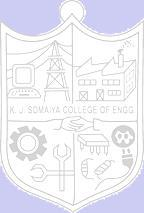 K. J. SOMAIYA COLLEGE OF ENGG.